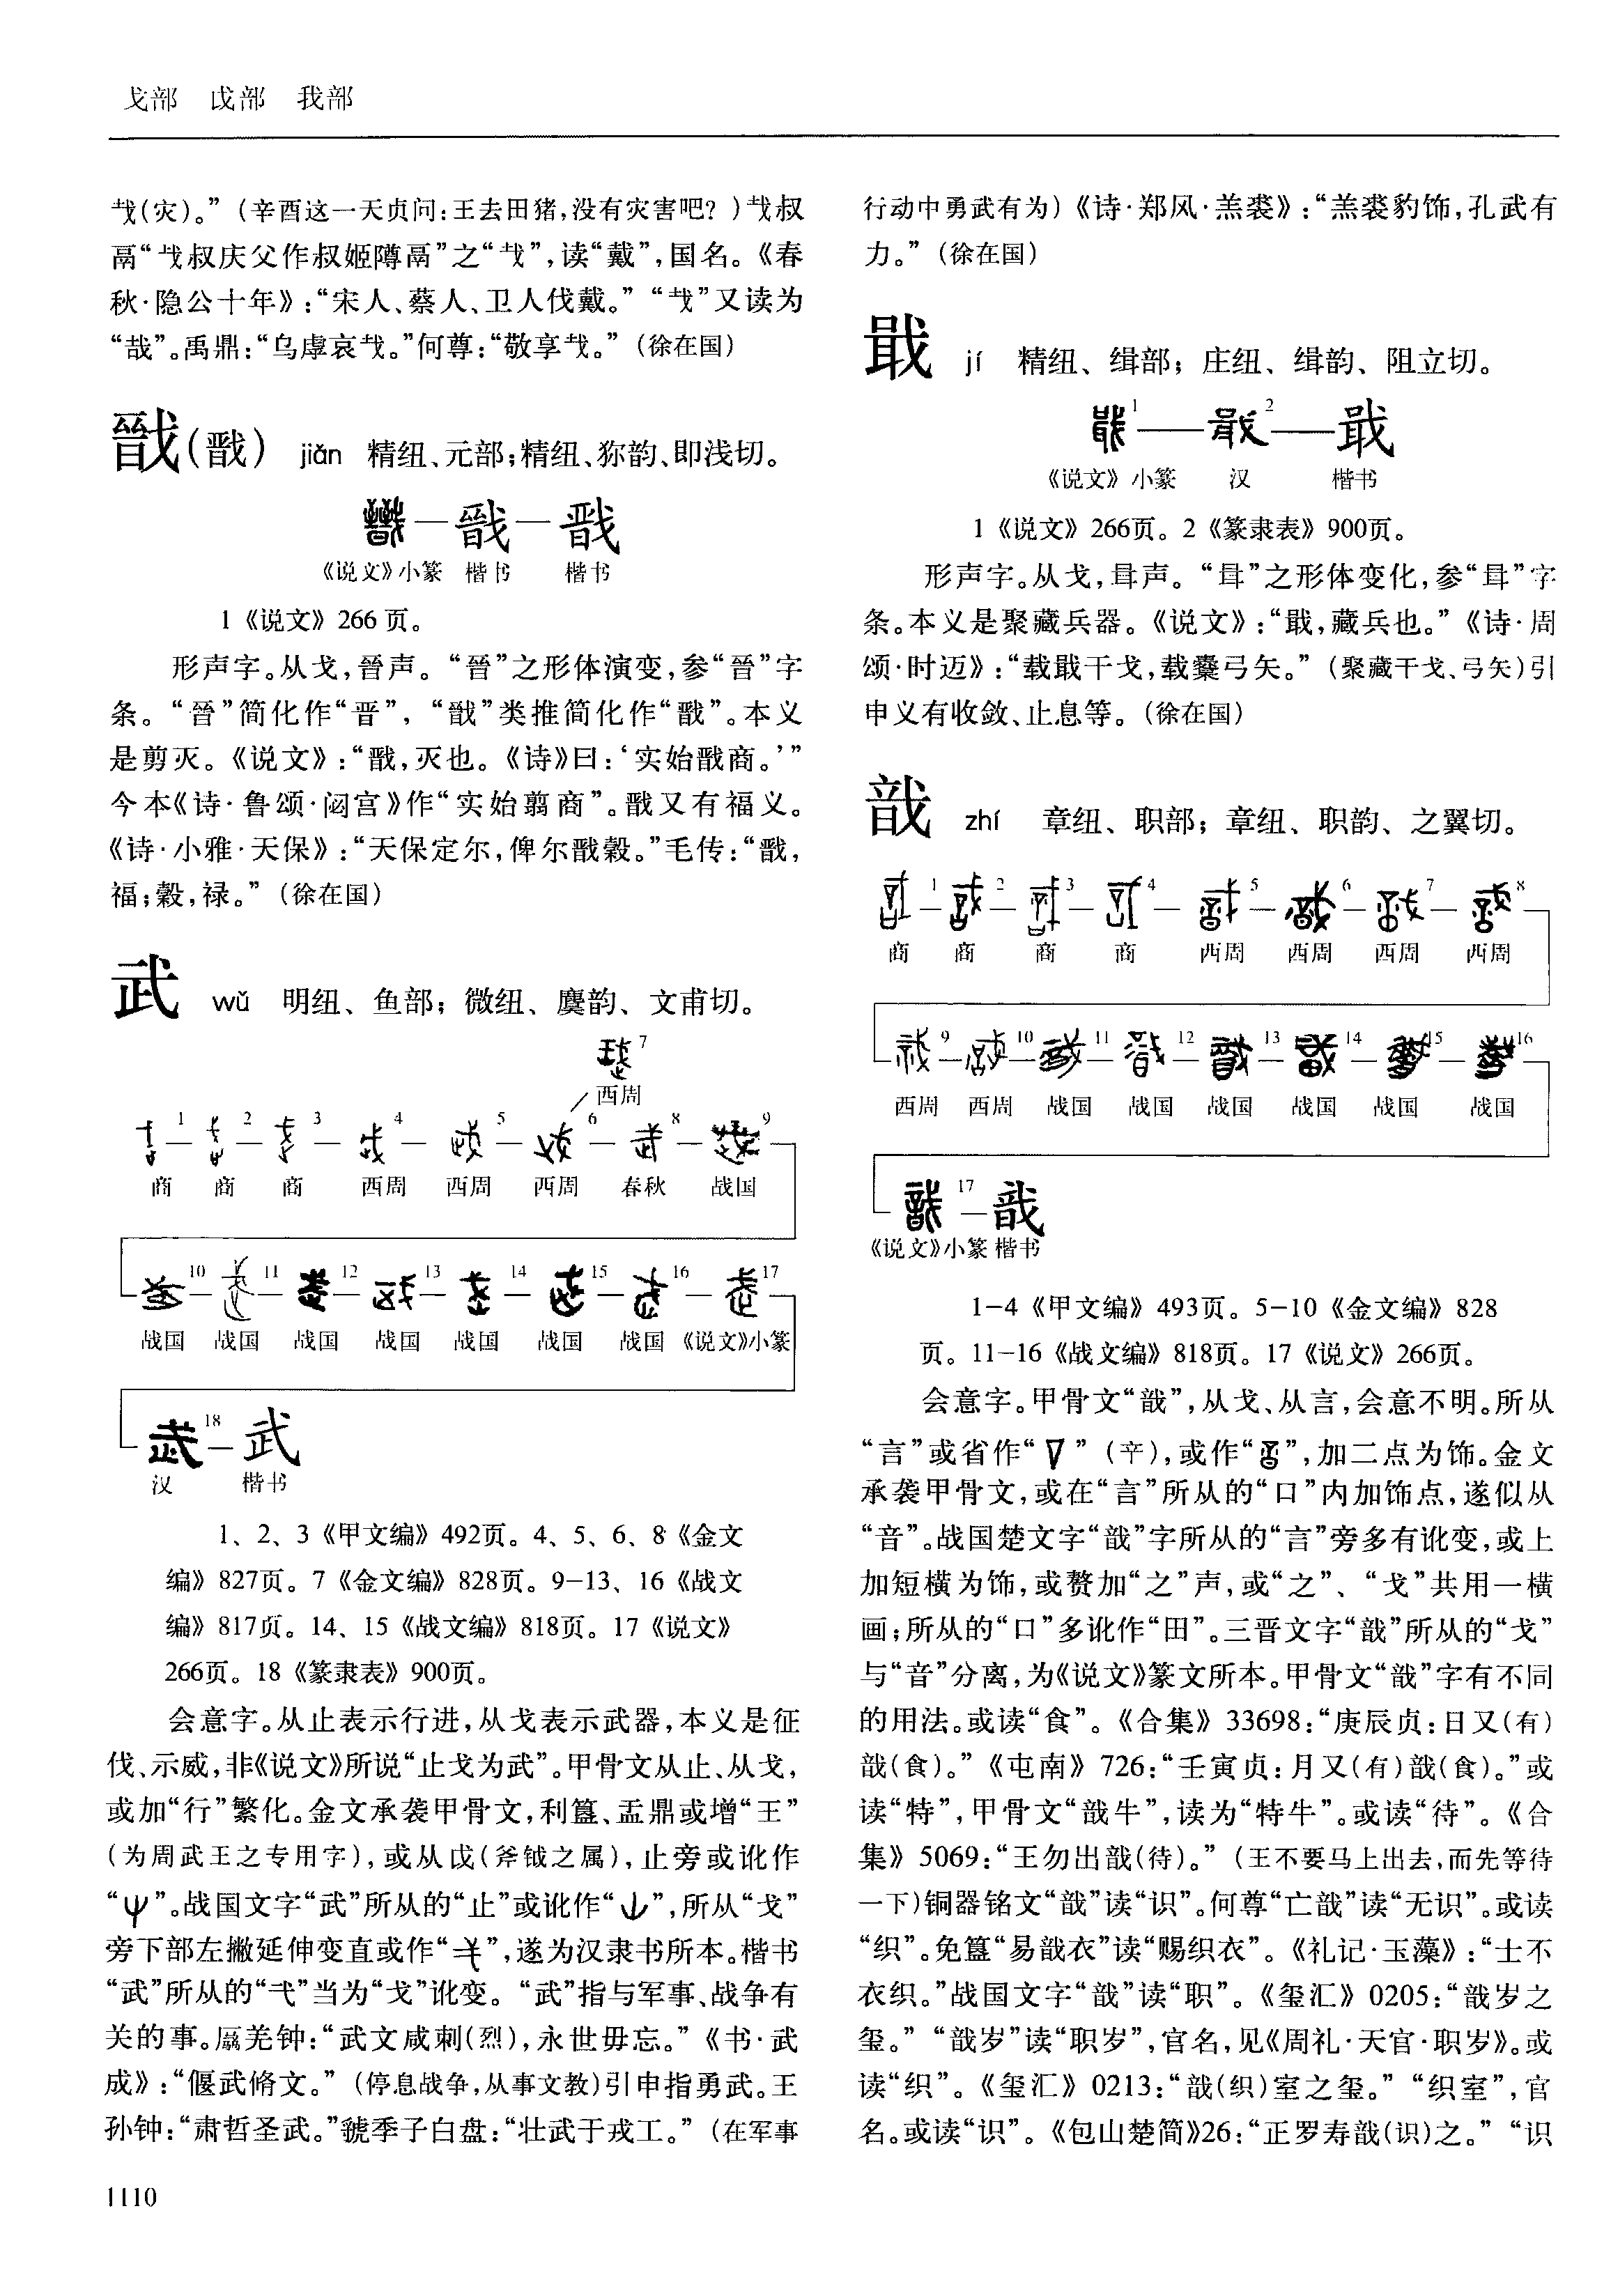 戈部　戉部　我部
𢦏(灾)。”(辛酉这一天贞问:王去田猪,没有灾害吧? )𢦏叔
鬲“𢦏叔庆父作叔姬䵼鬲”之“𢦏”,读“戴”,国名。《春
秋·隐公十年》:“宋人、蔡人、卫人伐戴。”“𢦏”又读为
“哉”。禹鼎:“乌虖哀𢦏。”何尊:“敬享𢦏。”(徐在国)
戬(戩) jiǎn 精纽、元部;精纽、狝韵、即浅切。
《说文》小篆 楷书 楷书
1《说文》266页。
形声字。从戈,晉声。“晉”之形体演变,参“晉”字
条。“晉”简化作“晋”,“戩”类推简化作“戬”。本义
是剪灭。《说文》:“戬,灭也。《诗》曰:‘实始戬商。’”
今本《诗·鲁颂·閟宫》作“实始翦商”。戬又有福义。
《诗·小雅·天保》:“天保定尔,俾尔戬榖。”毛传:“戬,
福;榖,禄。”(徐在国)
武 wǔ 明纽、鱼部;微纽、麌韵、文甫切。
7
西周
1 2 3 4 5 6 8 9
商 商 商 西周 西周 西周 春秋 战国
10 11 12 13 14 15 16 17
战国 战国 战国 战国 战国 战国 战国 《说文》小篆
18 武
汉 楷书
1、2、3《甲文编》492页。4、5、6、8《金文
编》827页。7《金文编》828页。9-13、16《战文
编》817页。14、15《战文编》818页。17《说文》
266页。18《篆隶表》900页。
会意字。从止表示行进,从戈表示武器,本义是征
伐、示威,非《说文》所说“止戈为武”。甲骨文从止、从戈,
或加“行”繁化。金文承袭甲骨文,利簋、盂鼎或增“王”
(为周武王之专用字),或从戉(斧钺之属),止旁或讹作
“”。战国文字“武”所从的“止”或讹作“”,所从“戈”
旁下部左撇延伸变直或作“”,遂为汉隶书所本。楷书
“武”所从的“弋”当为“戈”讹变。“武”指与军事、战争有
关的事。羌钟:“武文咸剌(烈),永世毋忘。”《书·武
成》:“偃武脩文。”(停息战争,从事文教)引申指勇武。王
孙钟:“肃哲圣武。”虢季子白盘:“壮武于戎工。”(在军事
行动中勇武有为)《诗·郑风·羔裘》:“羔裘豹饰,孔武有
力。”(徐在国)
戢 jí 精纽、缉部;庄纽、缉韵、阻立切。
1 2 戢
《说文》小篆 汉 楷书
1《说文》266页。2《篆隶表》900页。
形声字。从戈,咠声。“咠”之形体变化,参“咠”字
条。本义是聚藏兵器。《说文》:“戢,藏兵也。”《诗·周
颂·时迈》:“载戢干戈,载櫜弓矢。”(聚藏干戈、弓矢)引
申义有收敛、止息等。(徐在国)
戠 zhí 章纽、职部;章纽、职韵、之翼切。
1 2 3 4 5 6 7 8
商 商 商 商 西周 西周 西周 西周
9 10 11 12 13 14 15 16
西周 西周 战国 战国 战国 战国 战国 战国
17 戠
《说文》小篆 楷书
1-4《甲文编》493页。5-10《金文编》828
页。11-16《战文编》818页。17《说文》266页。
会意字。甲骨文“戠”,从戈、从言,会意不明。所从
“言”或省作“”(䇂),或作“”,加二点为饰。金文
承袭甲骨文,或在“言”所从的“口”内加饰点,遂似从
“音”。战国楚文字“戠”字所从的“言”旁多有讹变,或上
加短横为饰,或赘加“之”声,或“之”、“戈”共用一横
画;所从的“口”多讹作“田”。三晋文字“戠”所从的“戈”
与“音”分离,为《说文》篆文所本。甲骨文“戠”字有不同
的用法。或读“食”。《合集》33698:“庚辰贞:日又(有)
戠(食)。”《屯南》726:“壬寅贞:月又(有)戠(食)。”或
读“特”,甲骨文“戠牛”,读为“特牛”。或读“待”。《合
集》5069:“王勿出戠(待)。”(王不要马上出去,而先等待
一下)铜器铭文“戠”读“识”。何尊“亡戠”读“无识”。或读
“织”。免簋“易戠衣”读“赐织衣”。《礼记·玉藻》:“士不
衣织。”战国文字“戠”读“职”。《玺汇》0205:“戠岁之
玺。”“戠岁”读“职岁”,官名,见《周礼·天官·职岁》。或
读“织”。《玺汇》0213:“戠(织)室之玺。”“织室”,官
名。或读“识”。《包山楚简》26:“正罗寿戠(识)之。”“识
1110